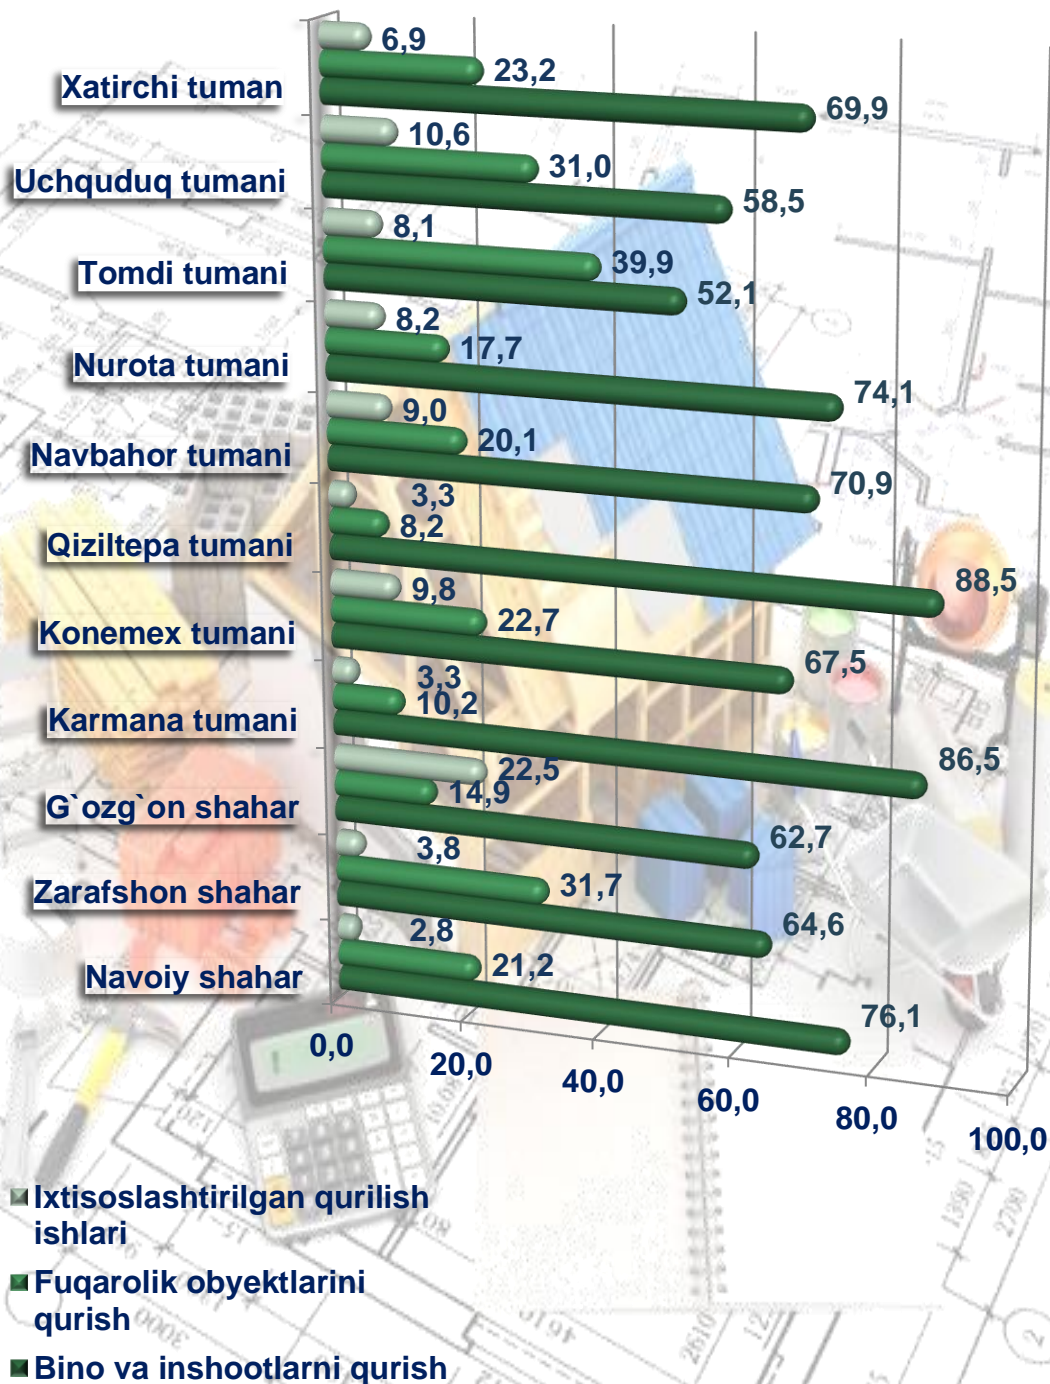 6,9
23,2
Xatirchi tuman
69,9
10,6
31,0
Uchquduq tumani
58,5
8,1
39,9
Tomdi tumani
52,1
8,2
17,7
Nurota tumani
74,1
9,0
20,1
Navbahor tumani
70,9
3,3
8,2
Qiziltepa tumani
88,5
9,8
22,7
Konemex tumani
67,5
3,3
10,2
Karmana tumani
86,5
22,5
14,9
G`ozg`on shahar
62,7
3,8
31,7
Zarafshon shahar
64,6
2,8
21,2
Navoiy shahar
76,1
0,0
20,0
40,0
60,0
80,0
100,0
Ixtisoslashtirilgan qurilish
ishlari
Fuqarolik obyektlarini
qurish
Bino va inshootlarni qurish
3000
4610
2610
1390
2700